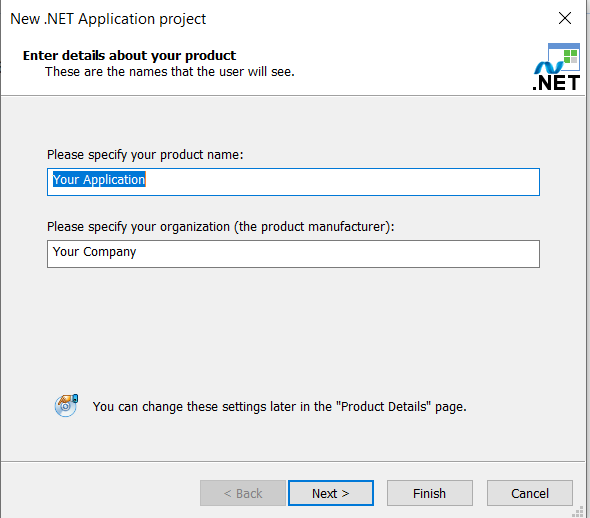 New .NET Application project
Enter details about your product
These are the names that the user will see.
.NET
Please specify your product name:
Your Application
Please specify your organization (the product manufacturer):
Your Company
You can change these settings later in the "Product Details" page.
< Back
Next >
Finish
Cancel